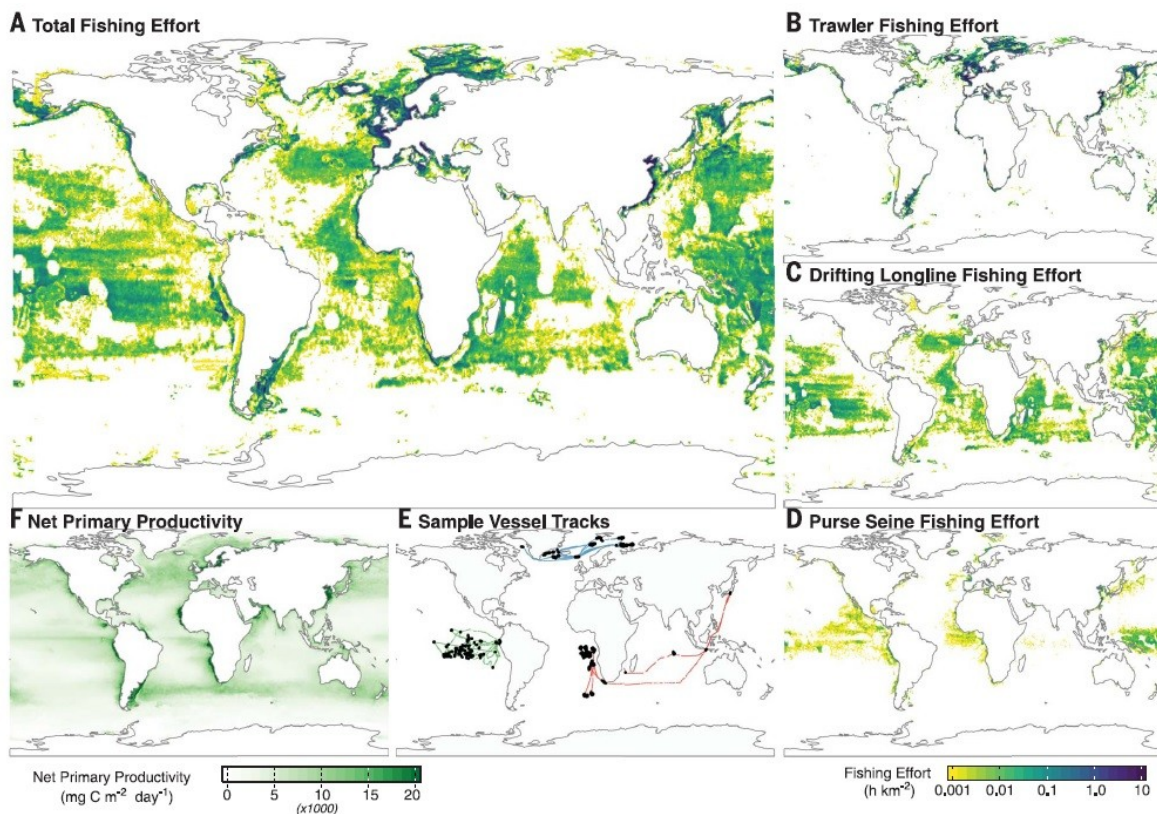 A Total Fishing Effort
B Trawler Fishing Effort
C Drifting Longline Fishing Effort
F Net Primary Productivity
E Sample Vessel Tracks
D Purse Seine Fishing Effort
Net Primary Productivity
(mg C m⁻² day⁻¹)
0 5 10 15 20
(x1000)
Fishing Effort
(h km⁻²)
0.001 0.01 0.1 1.0 10